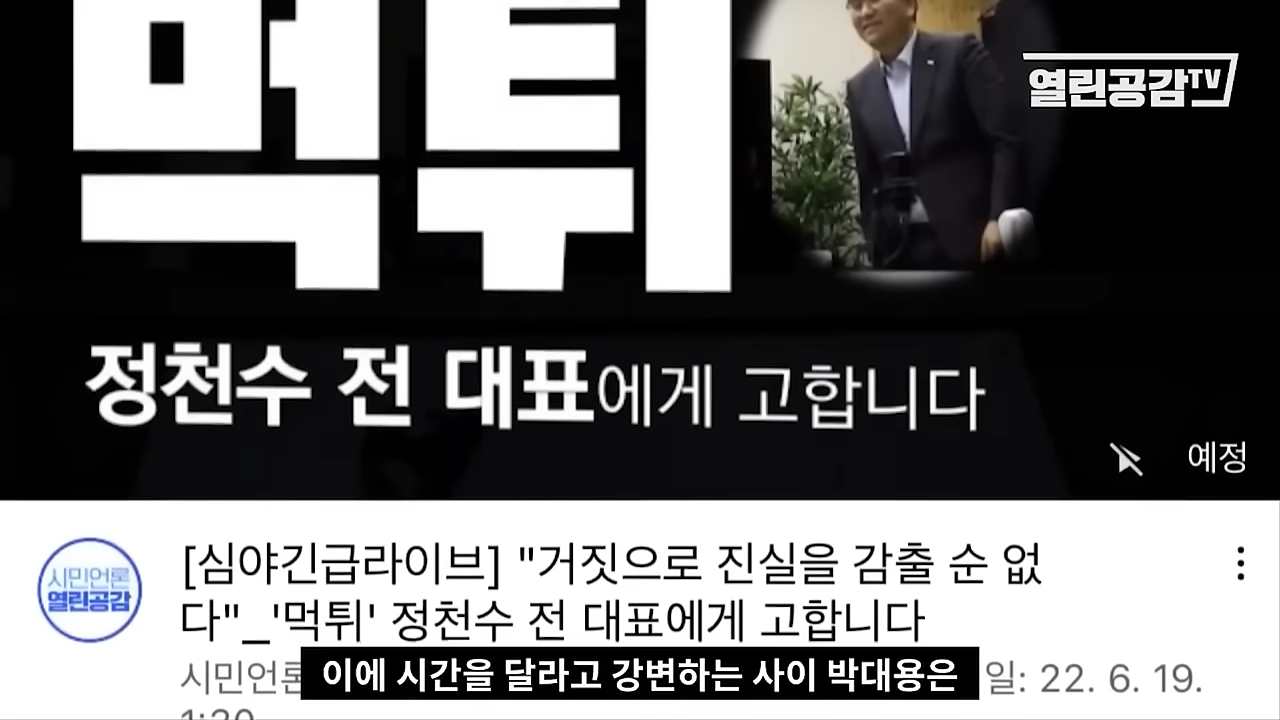 먹튀
열린공감TV
정천수 전 대표에게 고합니다
예정
시민언론
열린공감
[심야긴급라이브] "거짓으로 진실을 감출 순 없
다"_'먹튀' 정천수 전 대표에게 고합니다
이에 시간을 달라고 강변하는 사이 박대용은
일: 22. 6. 19.